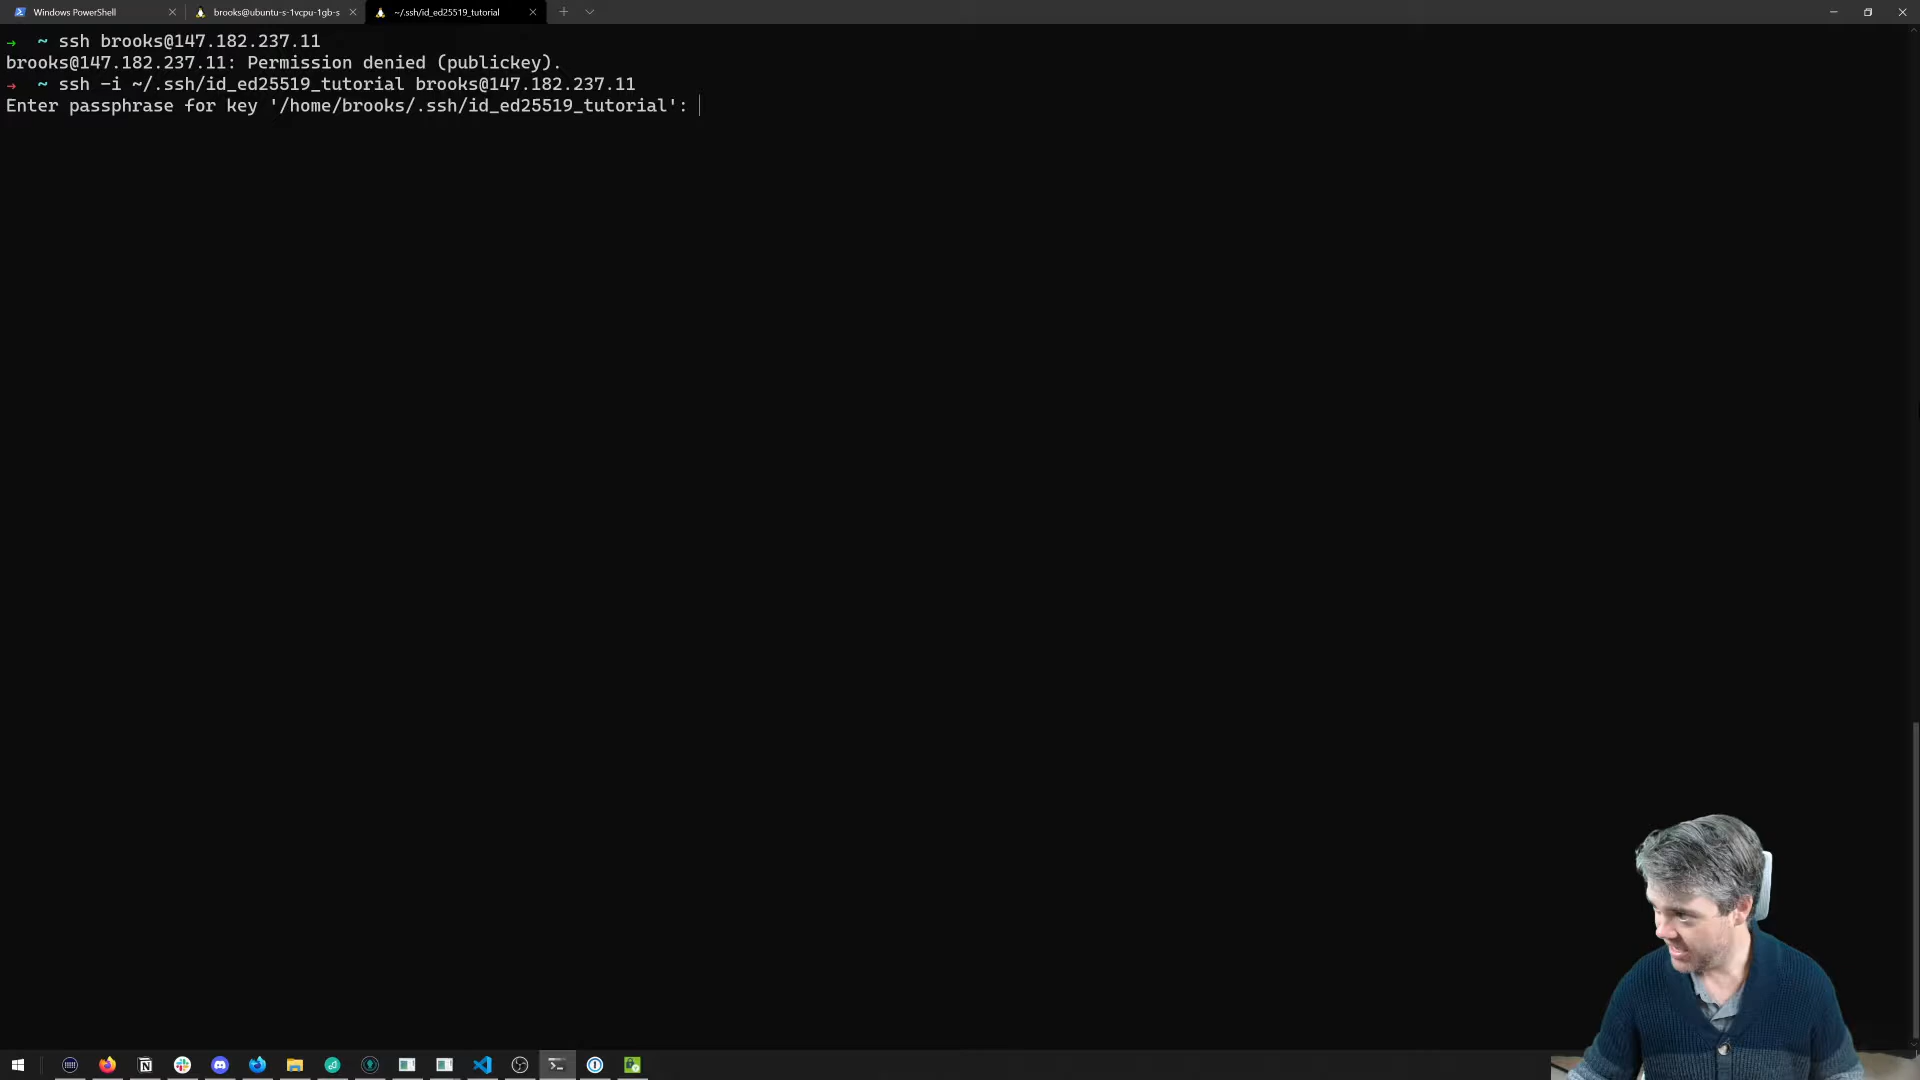 Windows PowerShell
brooks@ubuntu-s-1vcpu-1gb-s
~/.ssh/id_ed25519_tutorial
→ ~ ssh brooks@147.182.237.11
brooks@147.182.237.11: Permission denied (publickey).
→ ~ ssh -i ~/.ssh/id_ed25519_tutorial brooks@147.182.237.11
Enter passphrase for key '/home/brooks/.ssh/id_ed25519_tutorial':